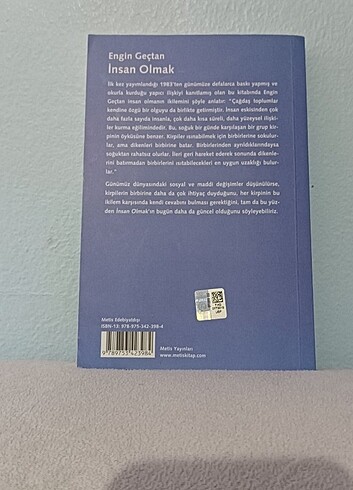 Engin Geçtan
İnsan Olmak
İlk kez yayımlandığı 1983'ten günümüze defalarca baskı yapmış ve
okurla kurduğu yapıcı ilişkiyi kanıtlamış olan bu kitabında Engin
Geçtan insan olmanın ikilemini şöyle anlatır: "Çağdaş toplumlar
kendine özgü bir olguyu da birlikte getirmiştir. İnsan eskisinden çok
daha fazla sayıda insanla, çok daha kısa süreli, daha yüzeysel ilişki-
ler kurma eğilimindedir. Bu, soğuk bir günde karşılaşan bir grup kir-
pinin öyküsüne benzer. Kirpiler ısınabilmek için birbirlerine sokulur-
lar, ama dikenleri birbirine batar. Birbirlerinden ayrıldıklarındaysa
soğuktan rahatsız olurlar. İleri geri hareket ederek sonunda dikenle-
rini batırmadan birbirlerini ısıtabilecekleri en uygun uzaklığı bulur-
lar."
Günümüz dünyasındaki sosyal ve maddi değişimler düşünülürse,
kirpilerin birbirine daha da çok ihtiyaç duyduğunu, her kirpinin bu
ikilem karşısında kendi cevabını bulması gerektiğini, tam da bu yüz-
den İnsan Olmak'ın bugün daha da güncel olduğunu söyleyebiliriz.
Metis Edebiyatdışı
ISBN-13: 978-975-342-398-4
9 789753 423984
Metis Yayınları
www.metiskitap.com